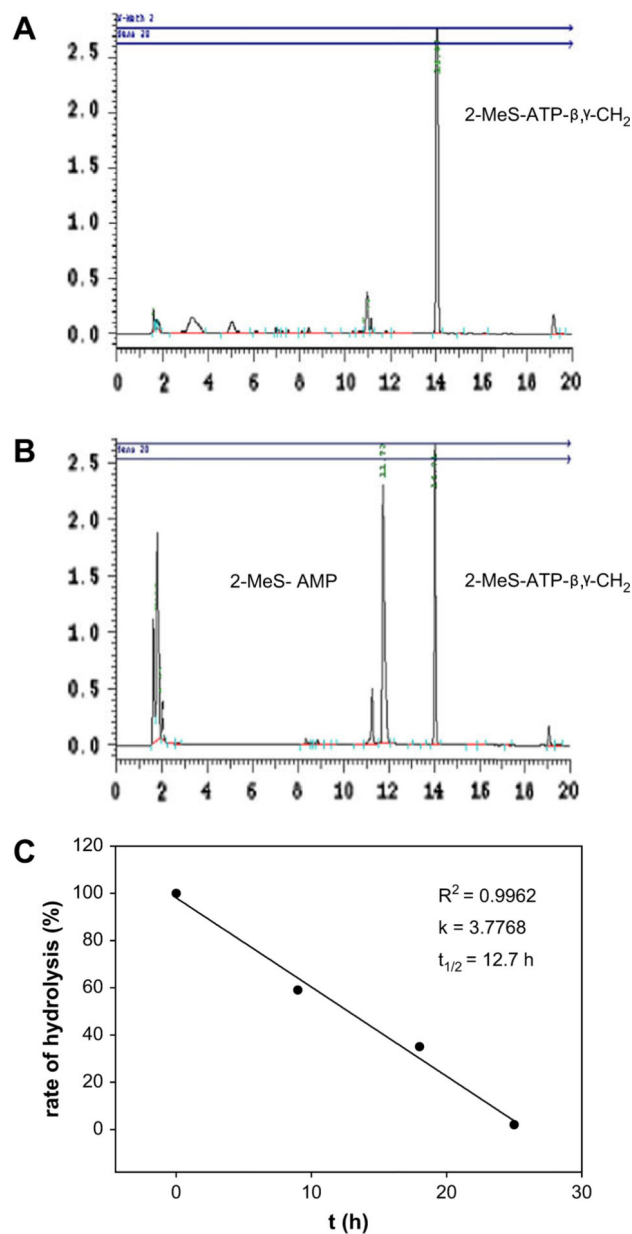 A
2.5
2.0
1.5
1.0
0.5
0.0
2-MeS-ATP-β,γ-CH₂
0 2 4 6 8 10 12 14 16 18 20
B
2.5
2.0
1.5
1.0
0.5
0.0
2-MeS- AMP
2-MeS-ATP-β,γ-CH₂
0 2 4 6 8 10 12 14 16 18 20
C
rate of hydrolysis (%)
120
100
80
60
40
20
0
R² = 0.9962
k = 3.7768
t₁/₂ = 12.7 h
0 10 20 30
t (h)